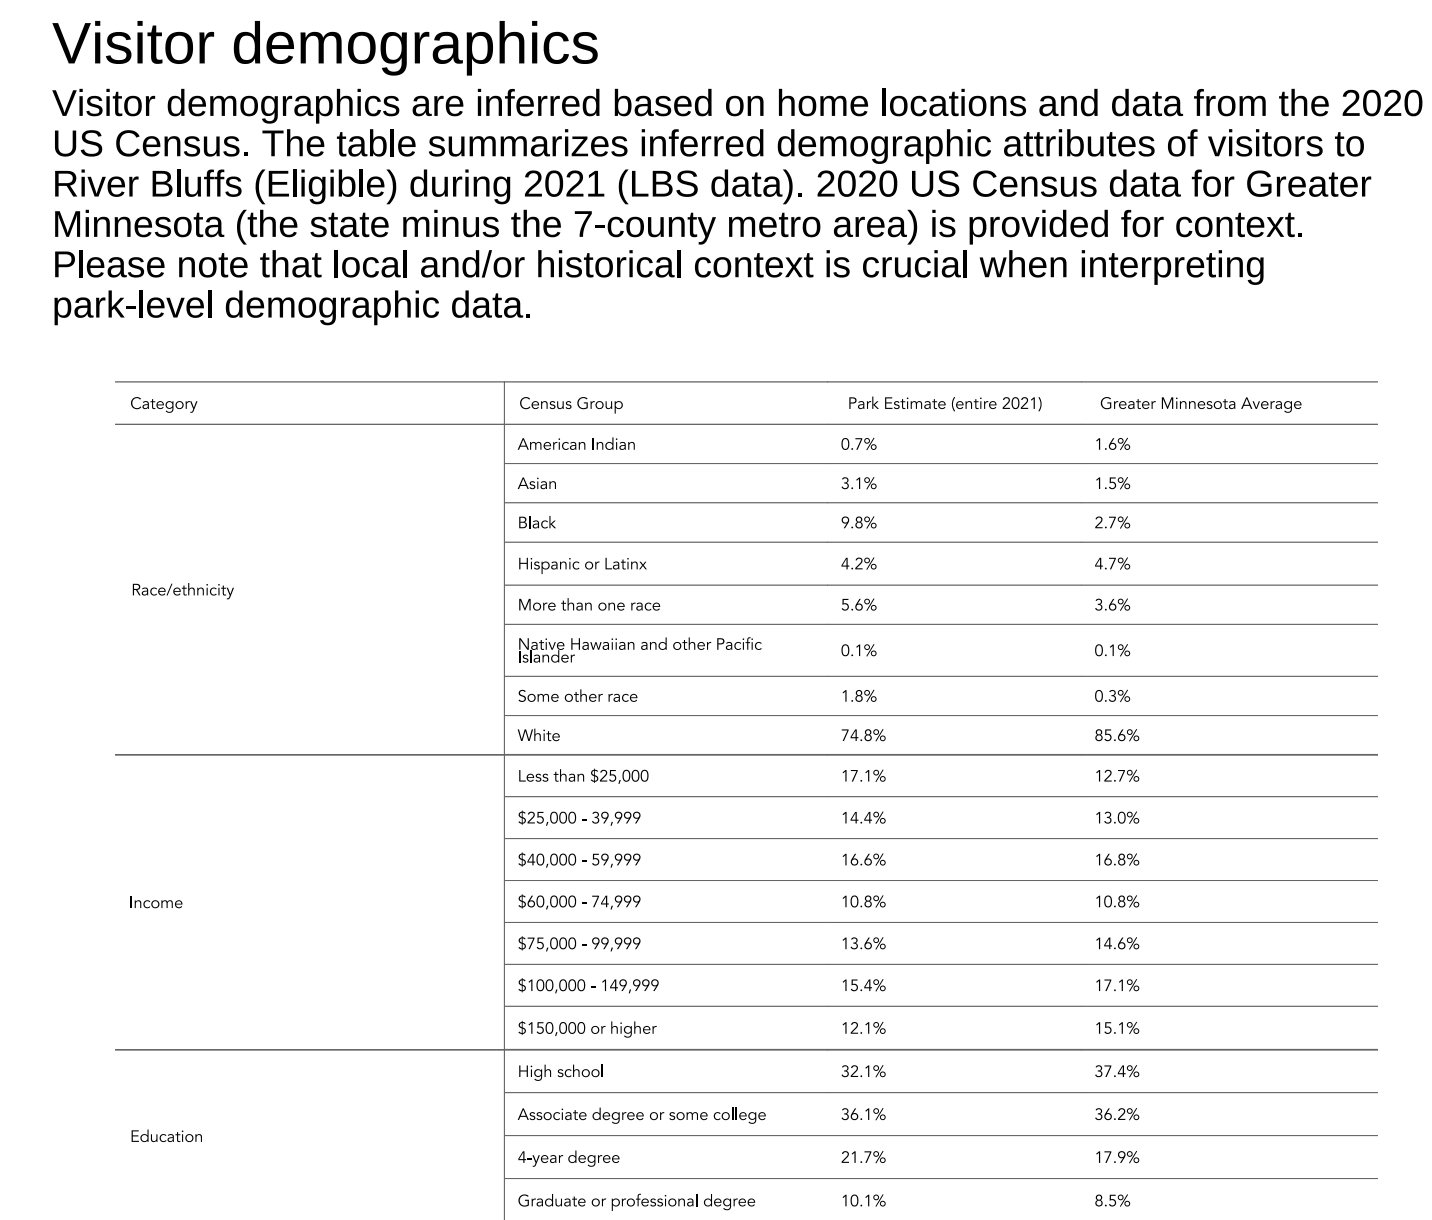 Visitor demographics
Visitor demographics are inferred based on home locations and data from the 2020
US Census. The table summarizes inferred demographic attributes of visitors to
River Bluffs (Eligible) during 2021 (LBS data). 2020 US Census data for Greater
Minnesota (the state minus the 7-county metro area) is provided for context.
Please note that local and/or historical context is crucial when interpreting
park-level demographic data.
Category Census Group Park Estimate (entire 2021) Greater Minnesota Average
Race/ethnicity
American Indian 0.7% 1.6%
Asian 3.1% 1.5%
Black 9.8% 2.7%
Hispanic or Latinx 4.2% 4.7%
More than one race 5.6% 3.6%
Native Hawaiian and other Pacific
Islander 0.1% 0.1%
Some other race 1.8% 0.3%
White 74.8% 85.6%
Income
Less than $25,000 17.1% 12.7%
$25,000 - 39,999 14.4% 13.0%
$40,000 - 59,999 16.6% 16.8%
$60,000 - 74,999 10.8% 10.8%
$75,000 - 99,999 13.6% 14.6%
$100,000 - 149,999 15.4% 17.1%
$150,000 or higher 12.1% 15.1%
Education
High school 32.1% 37.4%
Associate degree or some college 36.1% 36.2%
4-year degree 21.7% 17.9%
Graduate or professional degree 10.1% 8.5%